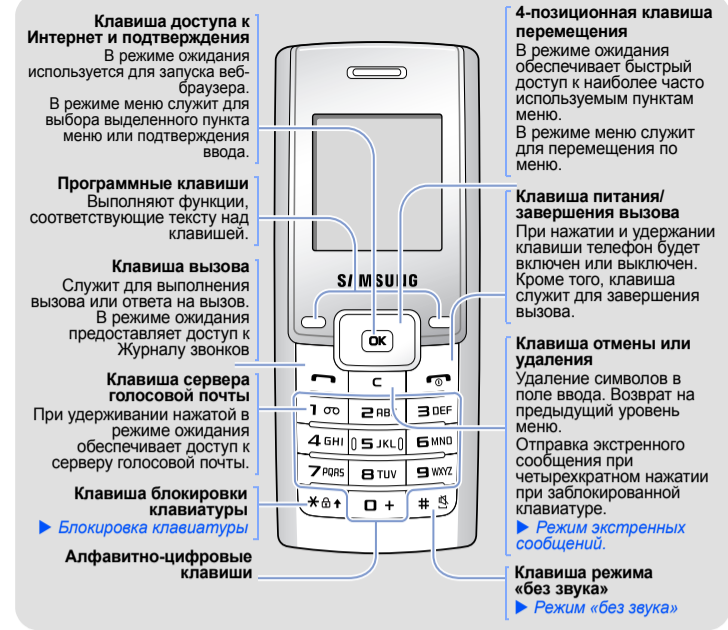 Клавиша доступа к
Интернет и подтверждения
В режиме ожидания
используется для запуска веб-
браузера.
В режиме меню служит для
выбора выделенного пункта
меню или подтверждения
ввода.
Программные клавиши
Выполняют функции,
соответствующие тексту над
клавишей.
Клавиша вызова
Служит для выполнения
вызова или ответа на вызов.
В режиме ожидания
предоставляет доступ к
Журналу звонков
Клавиша сервера
голосовой почты
При удерживании нажатой в
режиме ожидания
обеспечивает доступ к
серверу голосовой почты.
Клавиша блокировки
клавиатуры
▶ Блокировка клавиатуры
Алфавитно-цифровые
клавиши
SAMSUNG
OK
C
1 2 ABC 3 DEF
4 GHI 5 JKL 6 MNO
7 PQRS 8 TUV 9 WXYZ
* 0 + #
4-позиционная клавиша
перемещения
В режиме ожидания
обеспечивает быстрый
доступ к наиболее часто
используемым пунктам
меню.
В режиме меню служит
для перемещения по
меню.
Клавиша питания/
завершения вызова
При нажатии и удержании
клавиши телефон будет
включен или выключен.
Кроме того, клавиша
служит для завершения
вызова.
Клавиша отмены или
удаления
Удаление символов в
поле ввода. Возврат на
предыдущий уровень
меню.
Отправка экстренного
сообщения при
четырехкратном нажатии
при заблокированной
клавиатуре.
▶ Режим экстренных
сообщений.
Клавиша режима
«без звука»
▶ Режим «без звука»